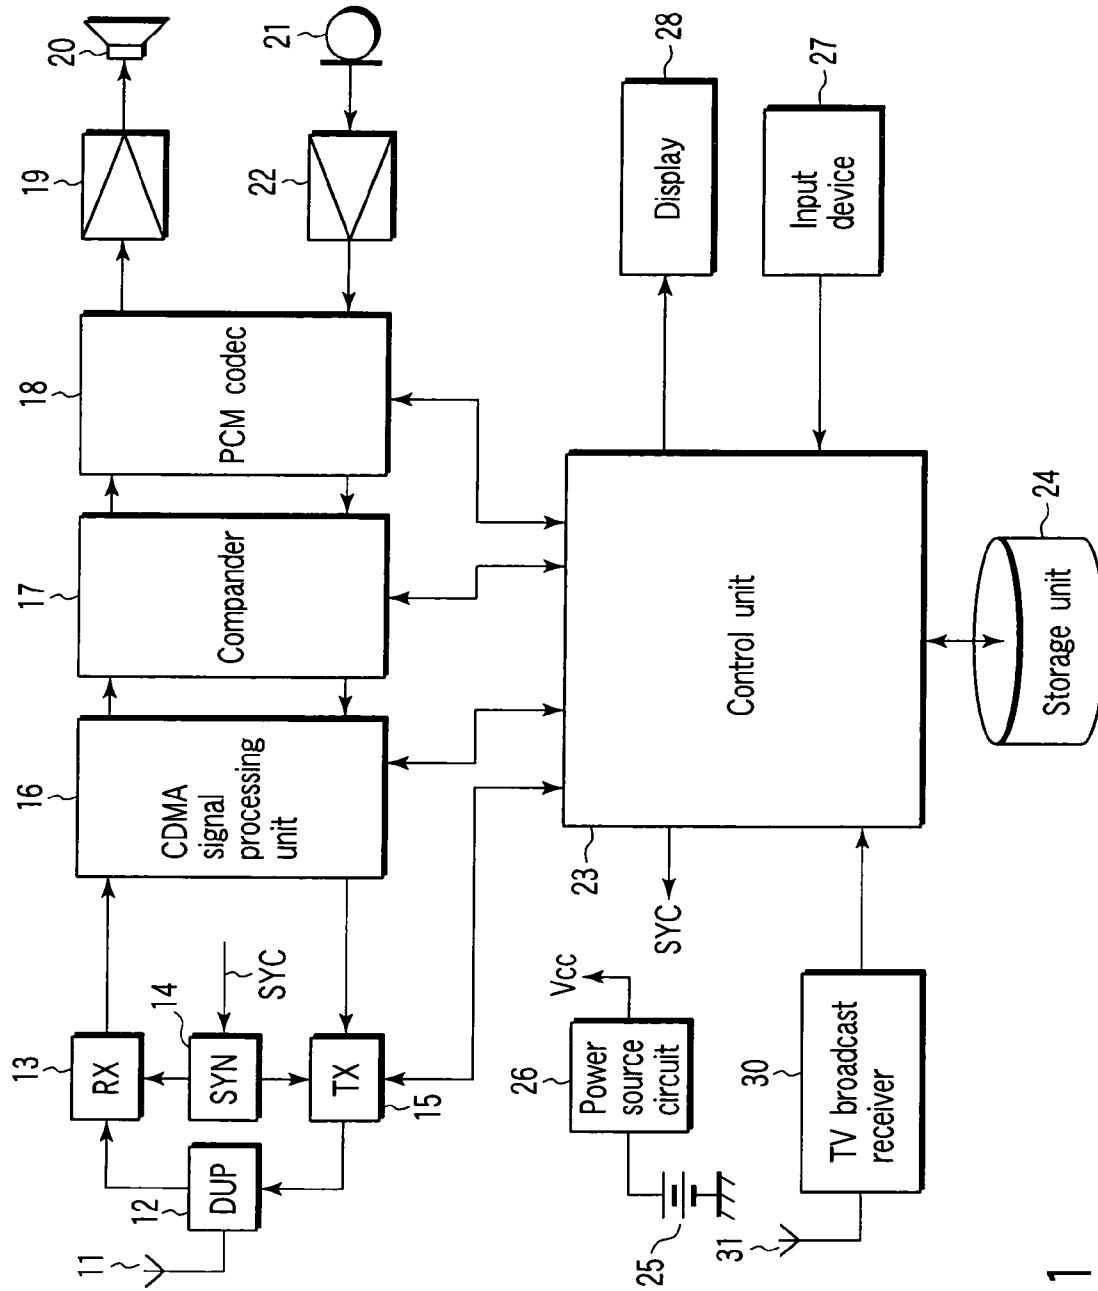 11
12
DUP
13
RX
14
SYN
SYC
TX
15
16
CDMA
signal
processing
unit
17
Compander
18
PCM codec
19
20
21
22
23
Control unit
SYC
24
Storage unit
25
26
Power
source
circuit
Vcc
27
Input
device
28
Display
30
TV broadcast
receiver
31
1